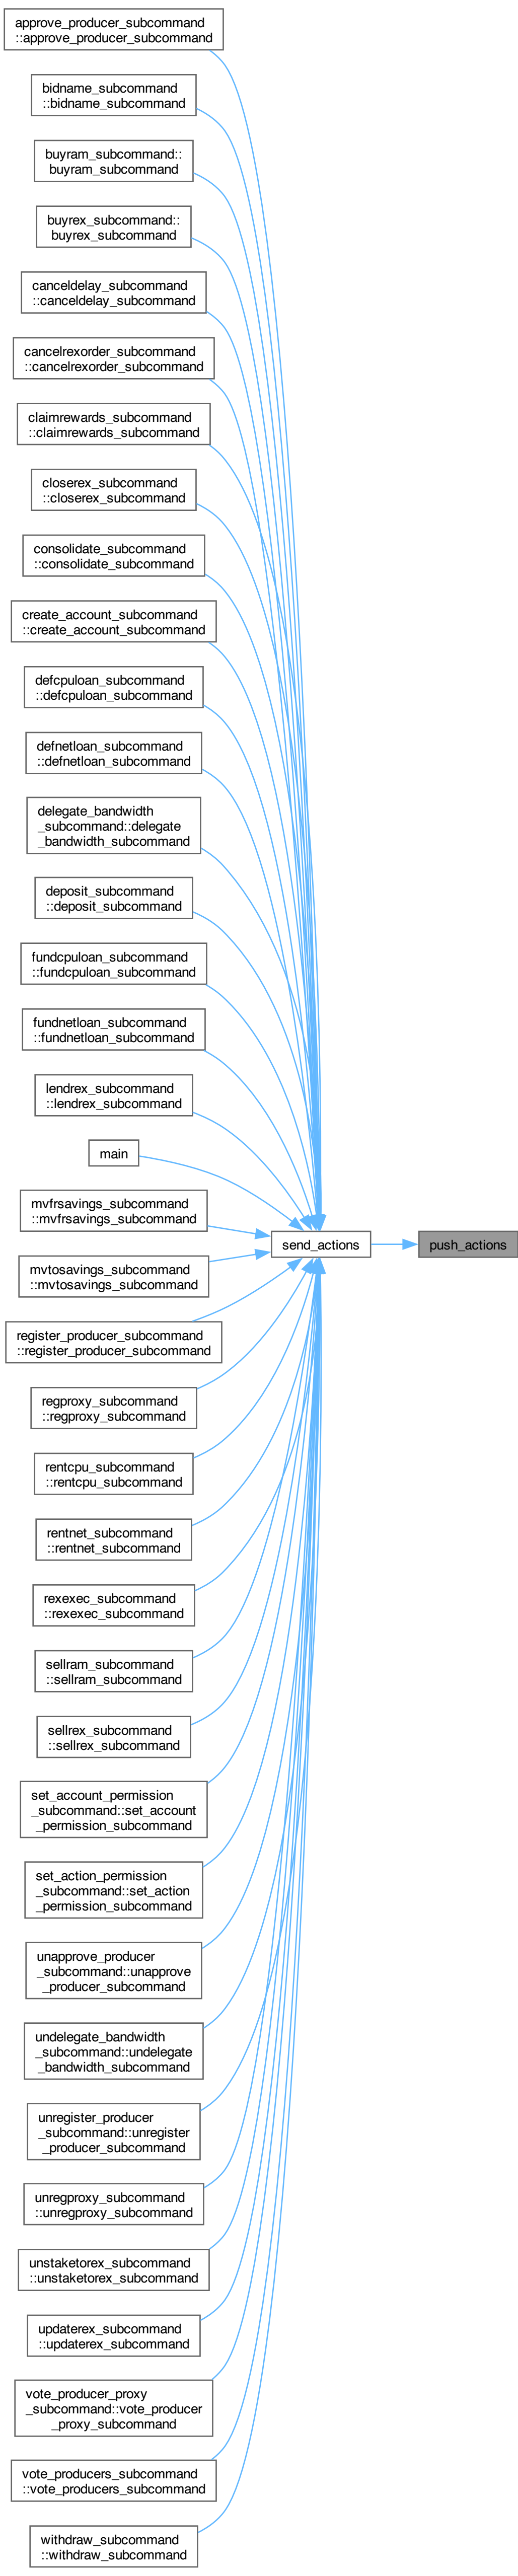 approve_producer_subcommand
::approve_producer_subcommand
bidname_subcommand
::bidname_subcommand
buyram_subcommand::
buyram_subcommand
buyrex_subcommand::
buyrex_subcommand
canceldelay_subcommand
::canceldelay_subcommand
cancelrexorder_subcommand
::cancelrexorder_subcommand
claimrewards_subcommand
::claimrewards_subcommand
closerex_subcommand
::closerex_subcommand
consolidate_subcommand
::consolidate_subcommand
create_account_subcommand
::create_account_subcommand
defcpuloan_subcommand
::defcpuloan_subcommand
defnetloan_subcommand
::defnetloan_subcommand
delegate_bandwidth
_subcommand::delegate
_bandwidth_subcommand
deposit_subcommand
::deposit_subcommand
fundcpuloan_subcommand
::fundcpuloan_subcommand
fundnetloan_subcommand
::fundnetloan_subcommand
lendrex_subcommand
::lendrex_subcommand
main
mvfrsavings_subcommand
::mvfrsavings_subcommand
send_actions
push_actions
mvtosavings_subcommand
::mvtosavings_subcommand
register_producer_subcommand
::register_producer_subcommand
regproxy_subcommand
::regproxy_subcommand
rentcpu_subcommand
::rentcpu_subcommand
rentnet_subcommand
::rentnet_subcommand
rexexec_subcommand
::rexexec_subcommand
sellram_subcommand
::sellram_subcommand
sellrex_subcommand
::sellrex_subcommand
set_account_permission
_subcommand::set_account
_permission_subcommand
set_action_permission
_subcommand::set_action
_permission_subcommand
unapprove_producer
_subcommand::unapprove
_producer_subcommand
undelegate_bandwidth
_subcommand::undelegate
_bandwidth_subcommand
unregister_producer
_subcommand::unregister
_producer_subcommand
unregproxy_subcommand
::unregproxy_subcommand
unstaketorex_subcommand
::unstaketorex_subcommand
updaterex_subcommand
::updaterex_subcommand
vote_producer_proxy
_subcommand::vote_producer
_proxy_subcommand
vote_producers_subcommand
::vote_producers_subcommand
withdraw_subcommand
::withdraw_subcommand